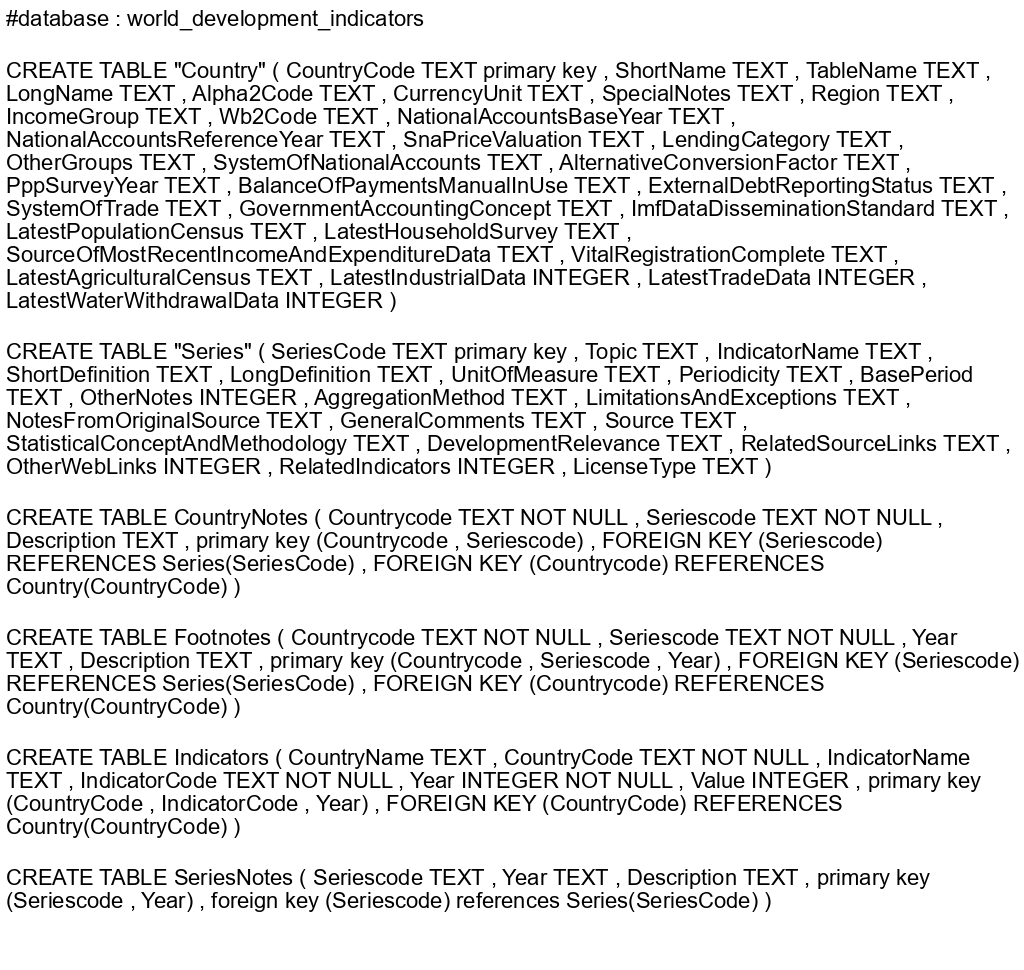 #database : world_development_indicators
CREATE TABLE "Country" ( CountryCode TEXT primary key , ShortName TEXT , TableName TEXT ,
LongName TEXT , Alpha2Code TEXT , CurrencyUnit TEXT , SpecialNotes TEXT , Region TEXT ,
IncomeGroup TEXT , Wb2Code TEXT , NationalAccountsBaseYear TEXT ,
NationalAccountsReferenceYear TEXT , SnaPriceValuation TEXT , LendingCategory TEXT ,
OtherGroups TEXT , SystemOfNationalAccounts TEXT , AlternativeConversionFactor TEXT ,
PppSurveyYear TEXT , BalanceOfPaymentsManualInUse TEXT , ExternalDebtReportingStatus TEXT ,
SystemOfTrade TEXT , GovernmentAccountingConcept TEXT , ImfDataDisseminationStandard TEXT ,
LatestPopulationCensus TEXT , LatestHouseholdSurvey TEXT ,
SourceOfMostRecentIncomeAndExpenditureData TEXT , VitalRegistrationComplete TEXT ,
LatestAgriculturalCensus TEXT , LatestIndustrialData INTEGER , LatestTradeData INTEGER ,
LatestWaterWithdrawalData INTEGER )
CREATE TABLE "Series" ( SeriesCode TEXT primary key , Topic TEXT , IndicatorName TEXT ,
ShortDefinition TEXT , LongDefinition TEXT , UnitOfMeasure TEXT , Periodicity TEXT , BasePeriod
TEXT , OtherNotes INTEGER , AggregationMethod TEXT , LimitationsAndExceptions TEXT ,
NotesFromOriginalSource TEXT , GeneralComments TEXT , Source TEXT ,
StatisticalConceptAndMethodology TEXT , DevelopmentRelevance TEXT , RelatedSourceLinks TEXT ,
OtherWebLinks INTEGER , RelatedIndicators INTEGER , LicenseType TEXT )
CREATE TABLE CountryNotes ( Countrycode TEXT NOT NULL , Seriescode TEXT NOT NULL ,
Description TEXT , primary key (Countrycode , Seriescode) , FOREIGN KEY (Seriescode)
REFERENCES Series(SeriesCode) , FOREIGN KEY (Countrycode) REFERENCES
Country(CountryCode) )
CREATE TABLE Footnotes ( Countrycode TEXT NOT NULL , Seriescode TEXT NOT NULL , Year
TEXT , Description TEXT , primary key (Countrycode , Seriescode , Year) , FOREIGN KEY (Seriescode)
REFERENCES Series(SeriesCode) , FOREIGN KEY (Countrycode) REFERENCES
Country(CountryCode) )
CREATE TABLE Indicators ( CountryName TEXT , CountryCode TEXT NOT NULL , IndicatorName
TEXT , IndicatorCode TEXT NOT NULL , Year INTEGER NOT NULL , Value INTEGER , primary key
(CountryCode , IndicatorCode , Year) , FOREIGN KEY (CountryCode) REFERENCES
Country(CountryCode) )
CREATE TABLE SeriesNotes ( Seriescode TEXT , Year TEXT , Description TEXT , primary key
(Seriescode , Year) , foreign key (Seriescode) references Series(SeriesCode) )